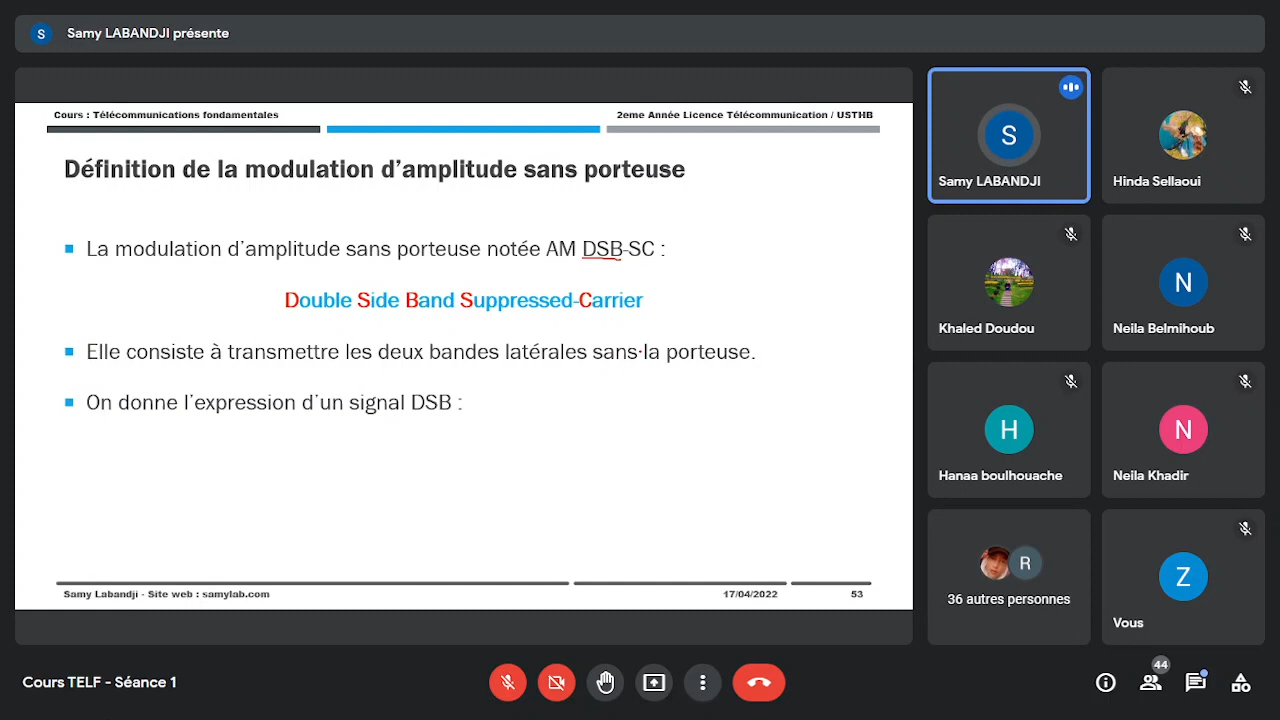 S Samy LABANDJI présente
Cours : Télécommunications fondamentales
2eme Année Licence Télécommunication / USTHB
Définition de la modulation d’amplitude sans porteuse
La modulation d’amplitude sans porteuse notée AM DSB-SC :
Double Side Band Suppressed-Carrier
Elle consiste à transmettre les deux bandes latérales sans la porteuse.
On donne l’expression d’un signal DSB :
Samy Labandji - Site web : samylab.com
17/04/2022
53
S
Samy LABANDJI
Hinda Sellaoui
Khaled Doudou
N
Neila Belmihoub
H
Hanaa boulhouache
N
Neila Khadir
R
36 autres personnes
Z
Vous
Cours TELF - Séance 1
44